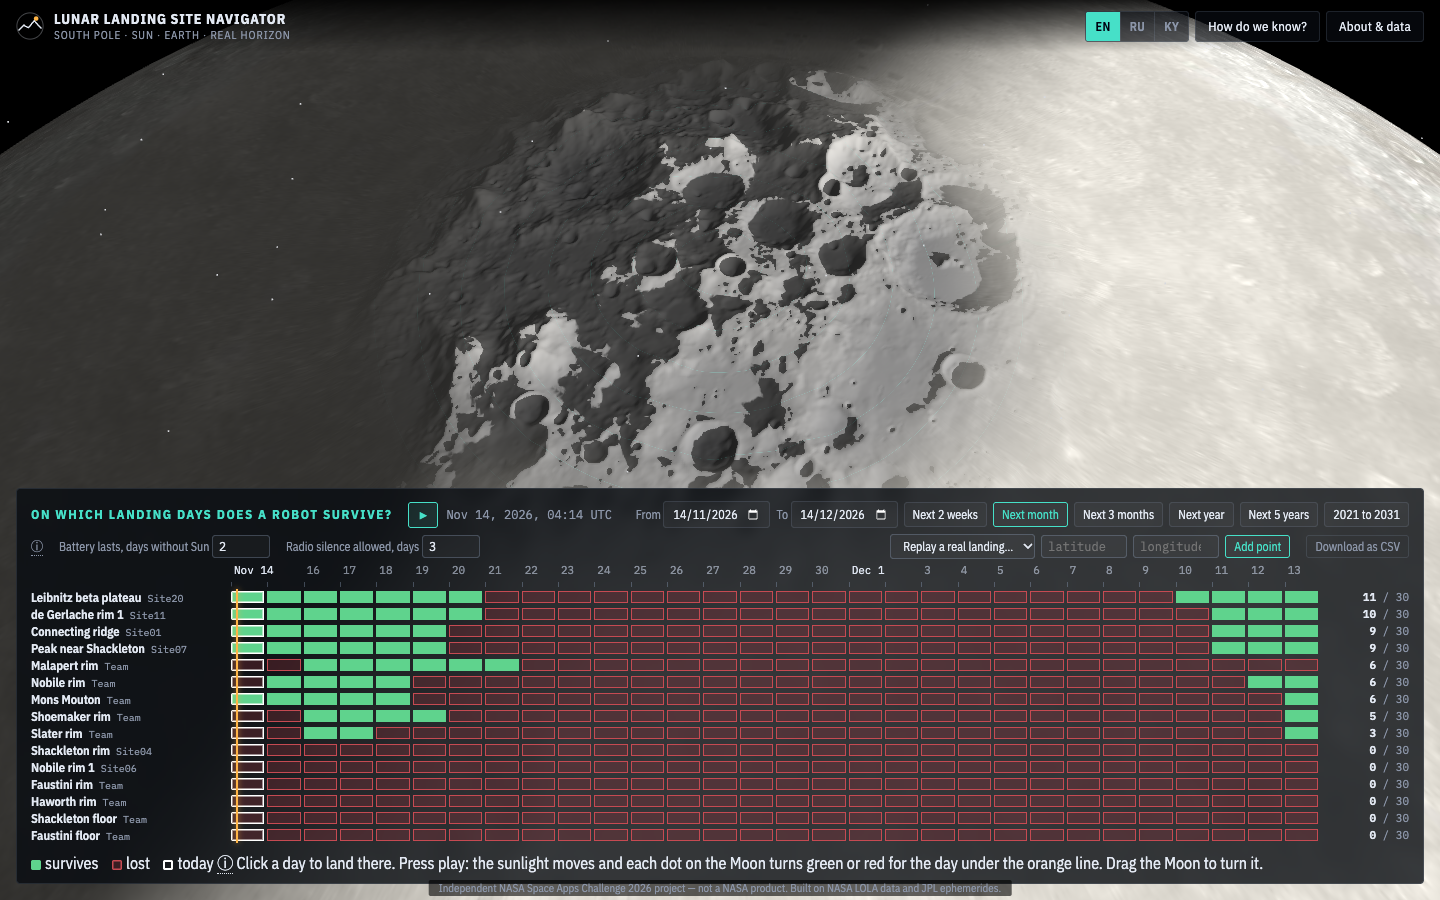 LUNAR LANDING SITE NAVIGATOR
SOUTH POLE · SUN · EARTH · REAL HORIZON
EN RU KY How do we know? About & data
ON WHICH LANDING DAYS DOES A ROBOT SURVIVE? ▶ Nov 14, 2026, 04:14 UTC From 14/11/2026 To 14/12/2026 Next 2 weeks Next month Next 3 months Next year Next 5 years 2021 to 2031
ⓘ Battery lasts, days without Sun 2 Radio silence allowed, days 3 Replay a real landing... latitude longitude Add point Download as CSV
Nov 14 16 17 18 19 20 21 22 23 24 25 26 27 28 29 30 Dec 1 3 4 5 6 7 8 9 10 11 12 13
Leibnitz beta plateau Site20 11 / 30
de Gerlache rim 1 Site11 10 / 30
Connecting ridge Site01 9 / 30
Peak near Shackleton Site07 9 / 30
Malapert rim Team 6 / 30
Nobile rim Team 6 / 30
Mons Mouton Team 6 / 30
Shoemaker rim Team 5 / 30
Slater rim Team 3 / 30
Shackleton rim Site04 0 / 30
Nobile rim 1 Site06 0 / 30
Faustini rim Team 0 / 30
Haworth rim Team 0 / 30
Shackleton floor Team 0 / 30
Faustini floor Team 0 / 30
survives lost today ⓘ Click a day to land there. Press play: the sunlight moves and each dot on the Moon turns green or red for the day under the orange line. Drag the Moon to turn it.
Independent NASA Space Apps Challenge 2026 project — not a NASA product. Built on NASA LOLA data and JPL ephemerides.